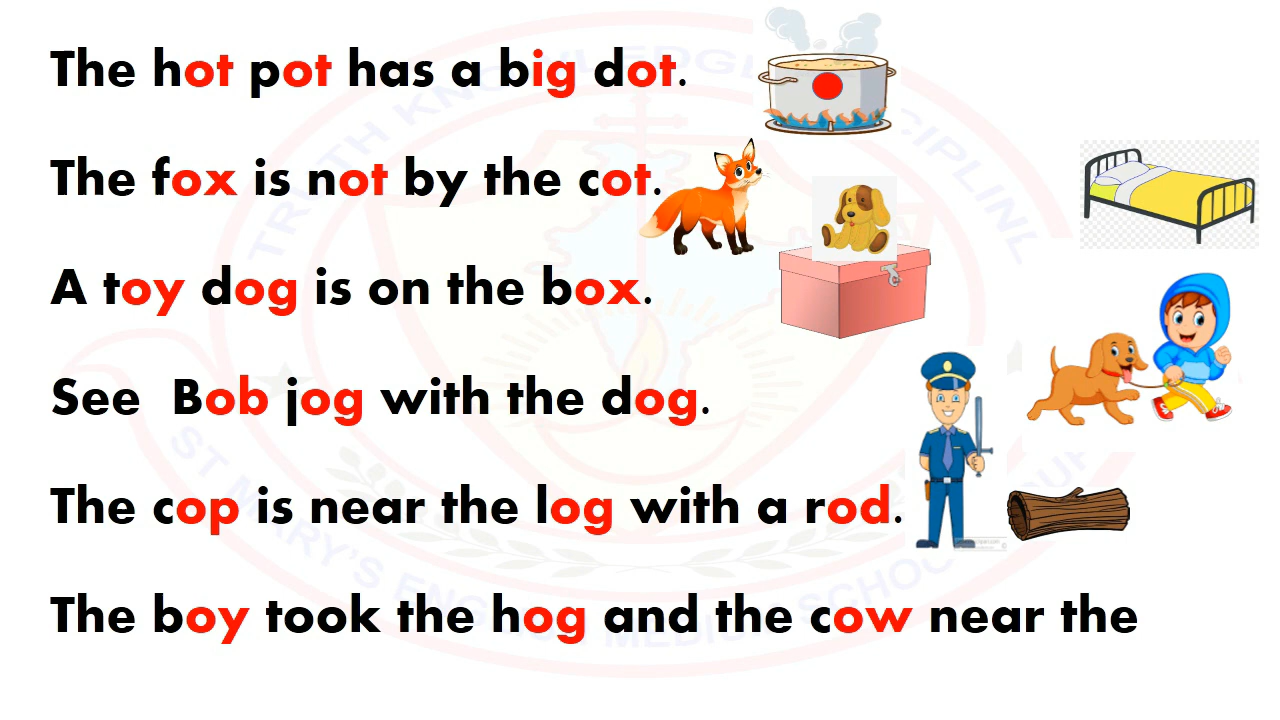 The hot pot has a big dot.
The fox is not by the cot.
A toy dog is on the box.
See Bob jog with the dog.
The cop is near the log with a rod.
The boy took the hog and the cow near the